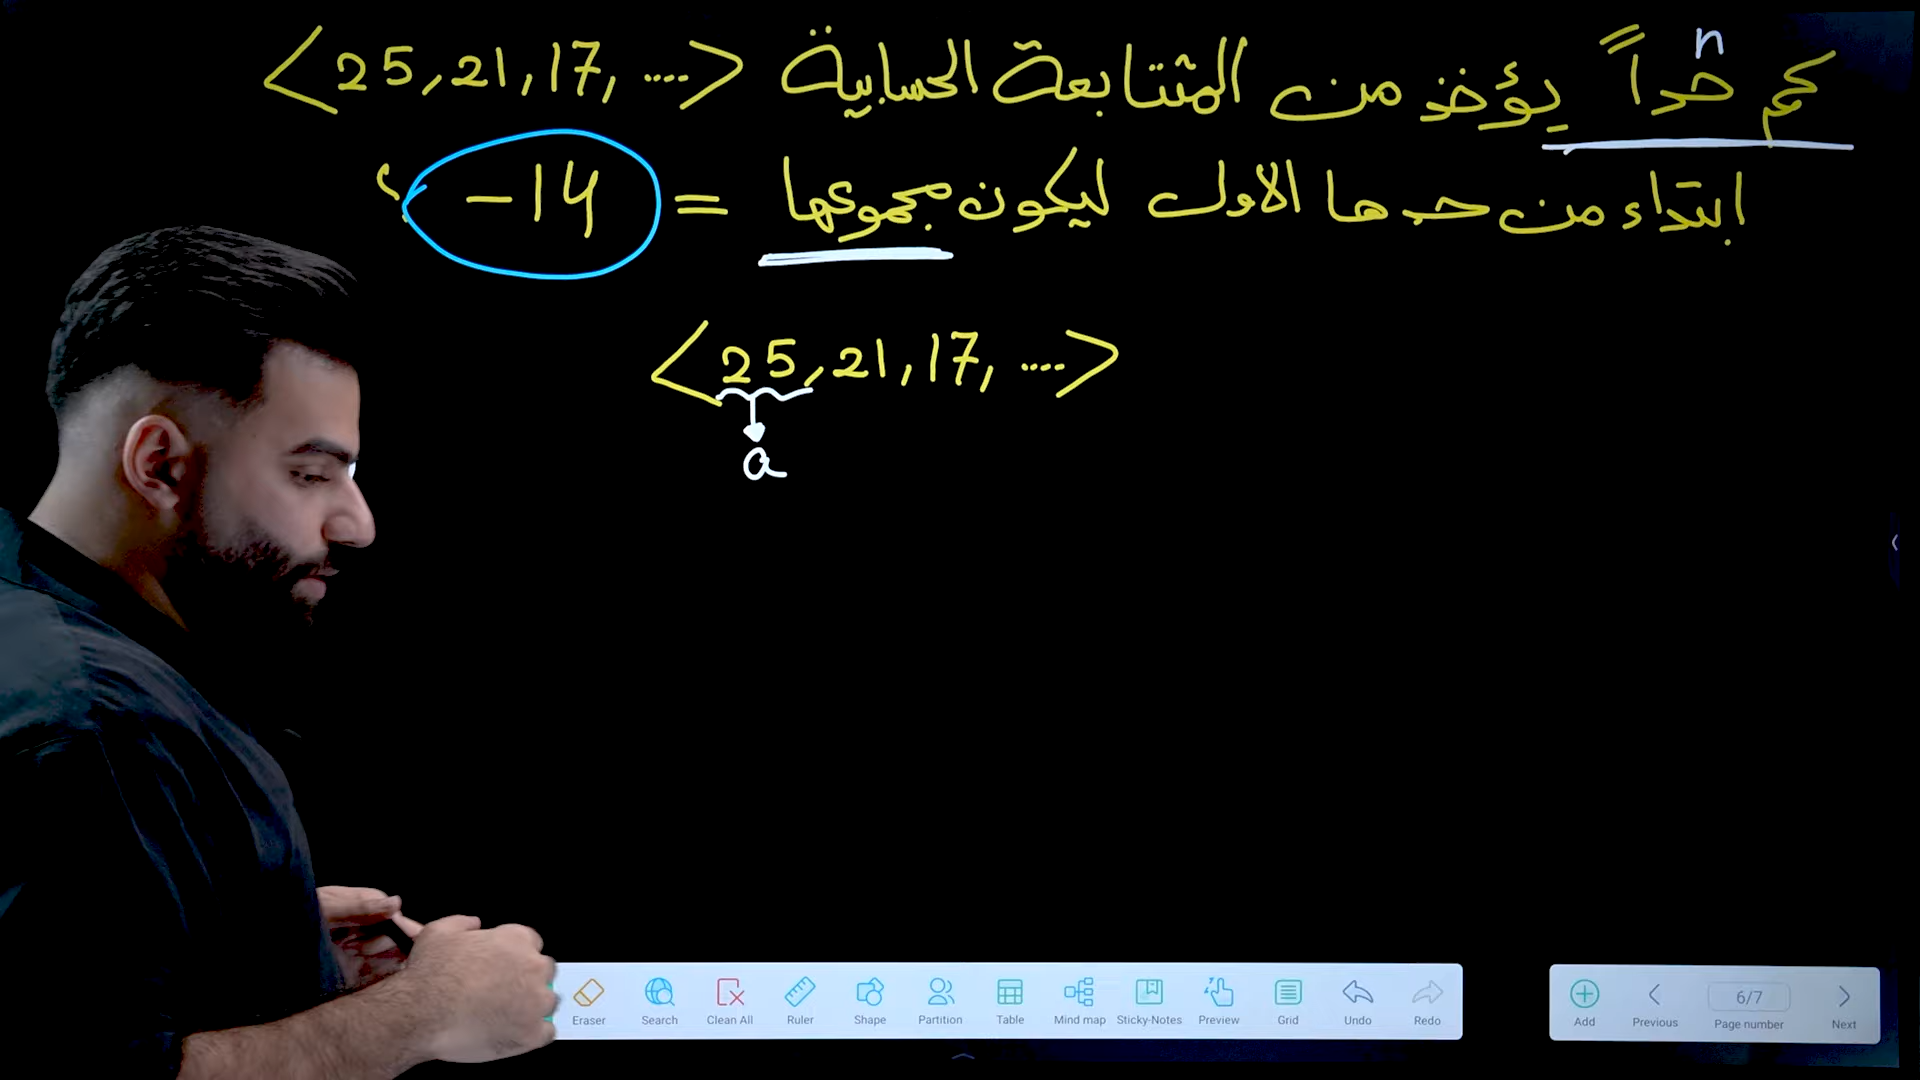 n
كم حداً يؤخذ من المتتابعة الحسابية <25, 21, 17, ....>
ابتداء من حدها الاول ليكون مجموعها = -14 ؟
<25, 21, 17, ....>
a
Eraser Search Clean All Ruler Shape Partition Table Mind map Sticky-Notes Preview Grid Undo Redo
Add Previous 6/7 Page number Next